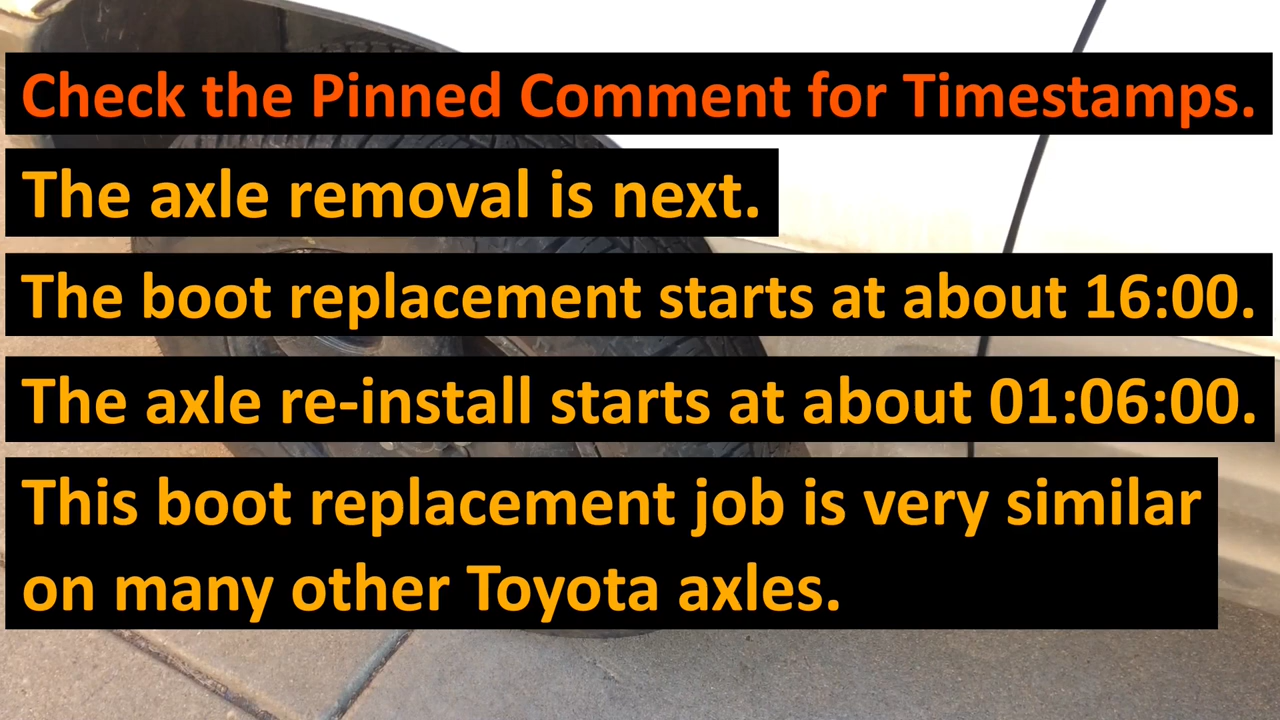 Check the Pinned Comment for Timestamps.
The axle removal is next.
The boot replacement starts at about 16:00.
The axle re-install starts at about 01:06:00.
This boot replacement job is very similar
on many other Toyota axles.